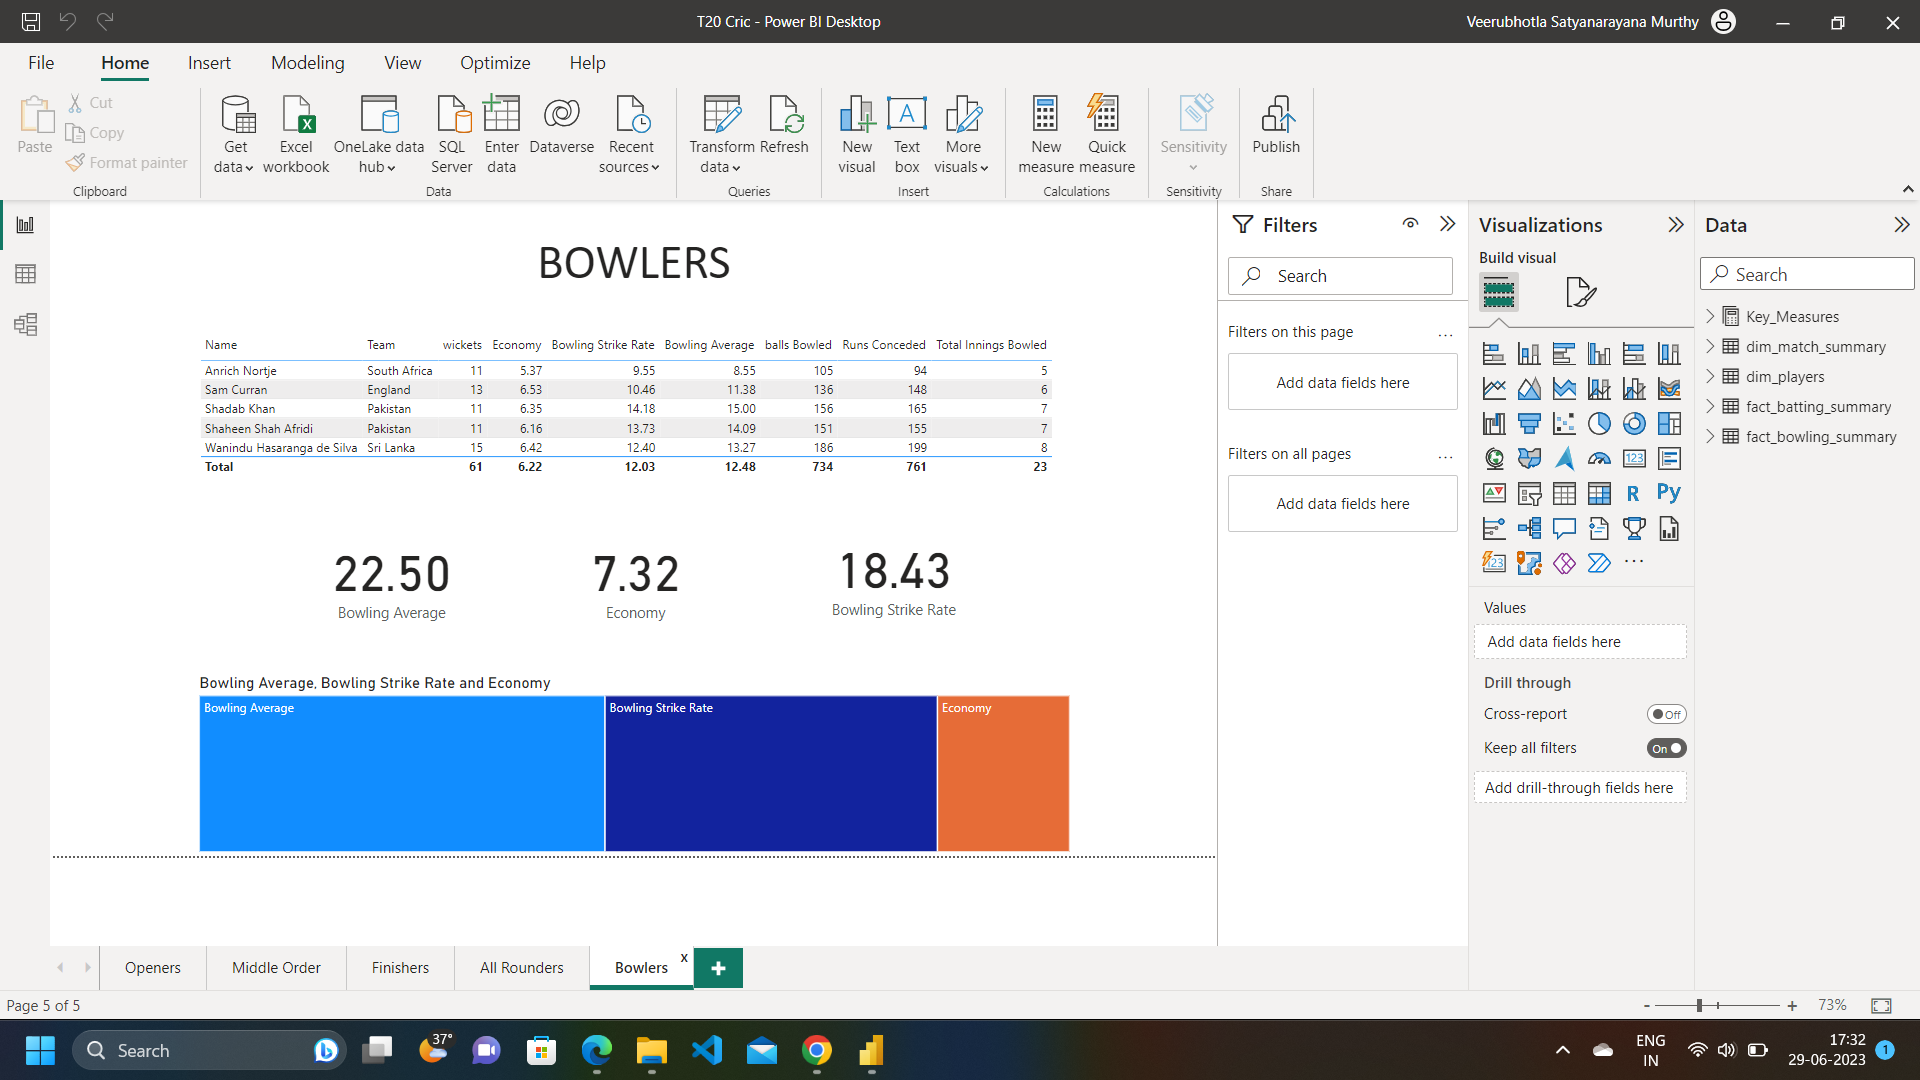 T20 Cric - Power BI Desktop
Veerubhotla Satyanarayana Murthy
File Home Insert Modeling View Optimize Help
Paste
Cut
Copy
Format painter
Clipboard
Get data
Excel workbook
OneLake data hub
SQL Server
Enter data
Dataverse
Recent sources
Data
Transform data
Refresh
Queries
New visual
Text box
More visuals
Insert
New measure
Quick measure
Calculations
Sensitivity
Sensitivity
Publish
Share
BOWLERS
Name Team wickets Economy Bowling Strike Rate Bowling Average balls Bowled Runs Conceded Total Innings Bowled
Anrich Nortje South Africa 11 5.37 9.55 8.55 105 94 5
Sam Curran England 13 6.53 10.46 11.38 136 148 6
Shadab Khan Pakistan 11 6.35 14.18 15.00 156 165 7
Shaheen Shah Afridi Pakistan 11 6.16 13.73 14.09 151 155 7
Wanindu Hasaranga de Silva Sri Lanka 15 6.42 12.40 13.27 186 199 8
Total 61 6.22 12.03 12.48 734 761 23
22.50
Bowling Average
7.32
Economy
18.43
Bowling Strike Rate
Bowling Average, Bowling Strike Rate and Economy
Bowling Average
Bowling Strike Rate
Economy
Filters
Search
Filters on this page
...
Add data fields here
Filters on all pages
...
Add data fields here
Visualizations
Build visual
123
R
Py
123
...
Values
Add data fields here
Drill through
Cross-report
Off
Keep all filters
On
Add drill-through fields here
Data
Search
Key_Measures
dim_match_summary
dim_players
fact_batting_summary
fact_bowling_summary
Openers
Middle Order
Finishers
All Rounders
Bowlers
x
+
Page 5 of 5
- + 73%
Search
37°
ENG
IN
17:32
29-06-2023
1